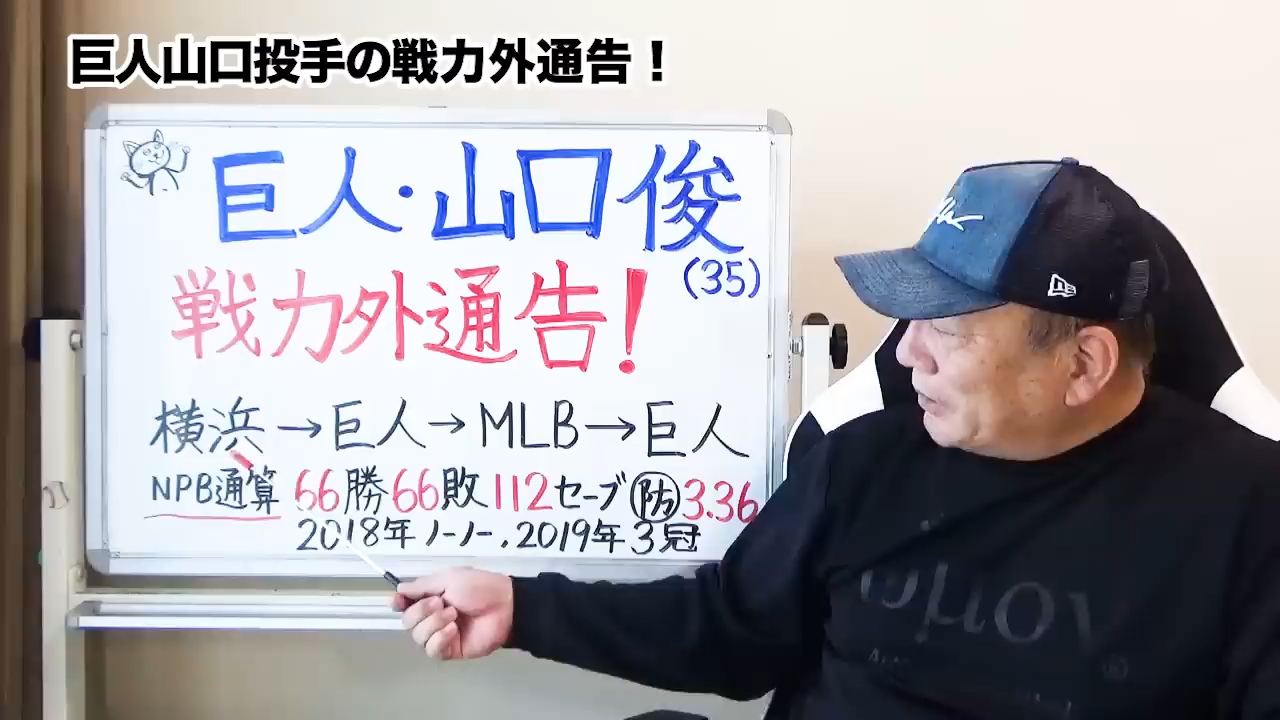 巨人山口投手の戦力外通告！
巨人・山口俊
(35)
戦力外通告!
横浜→巨人→MLB→巨人
NPB通算 66勝66敗112セーブ 防 3.36
2018年ノーノー、2019年3冠